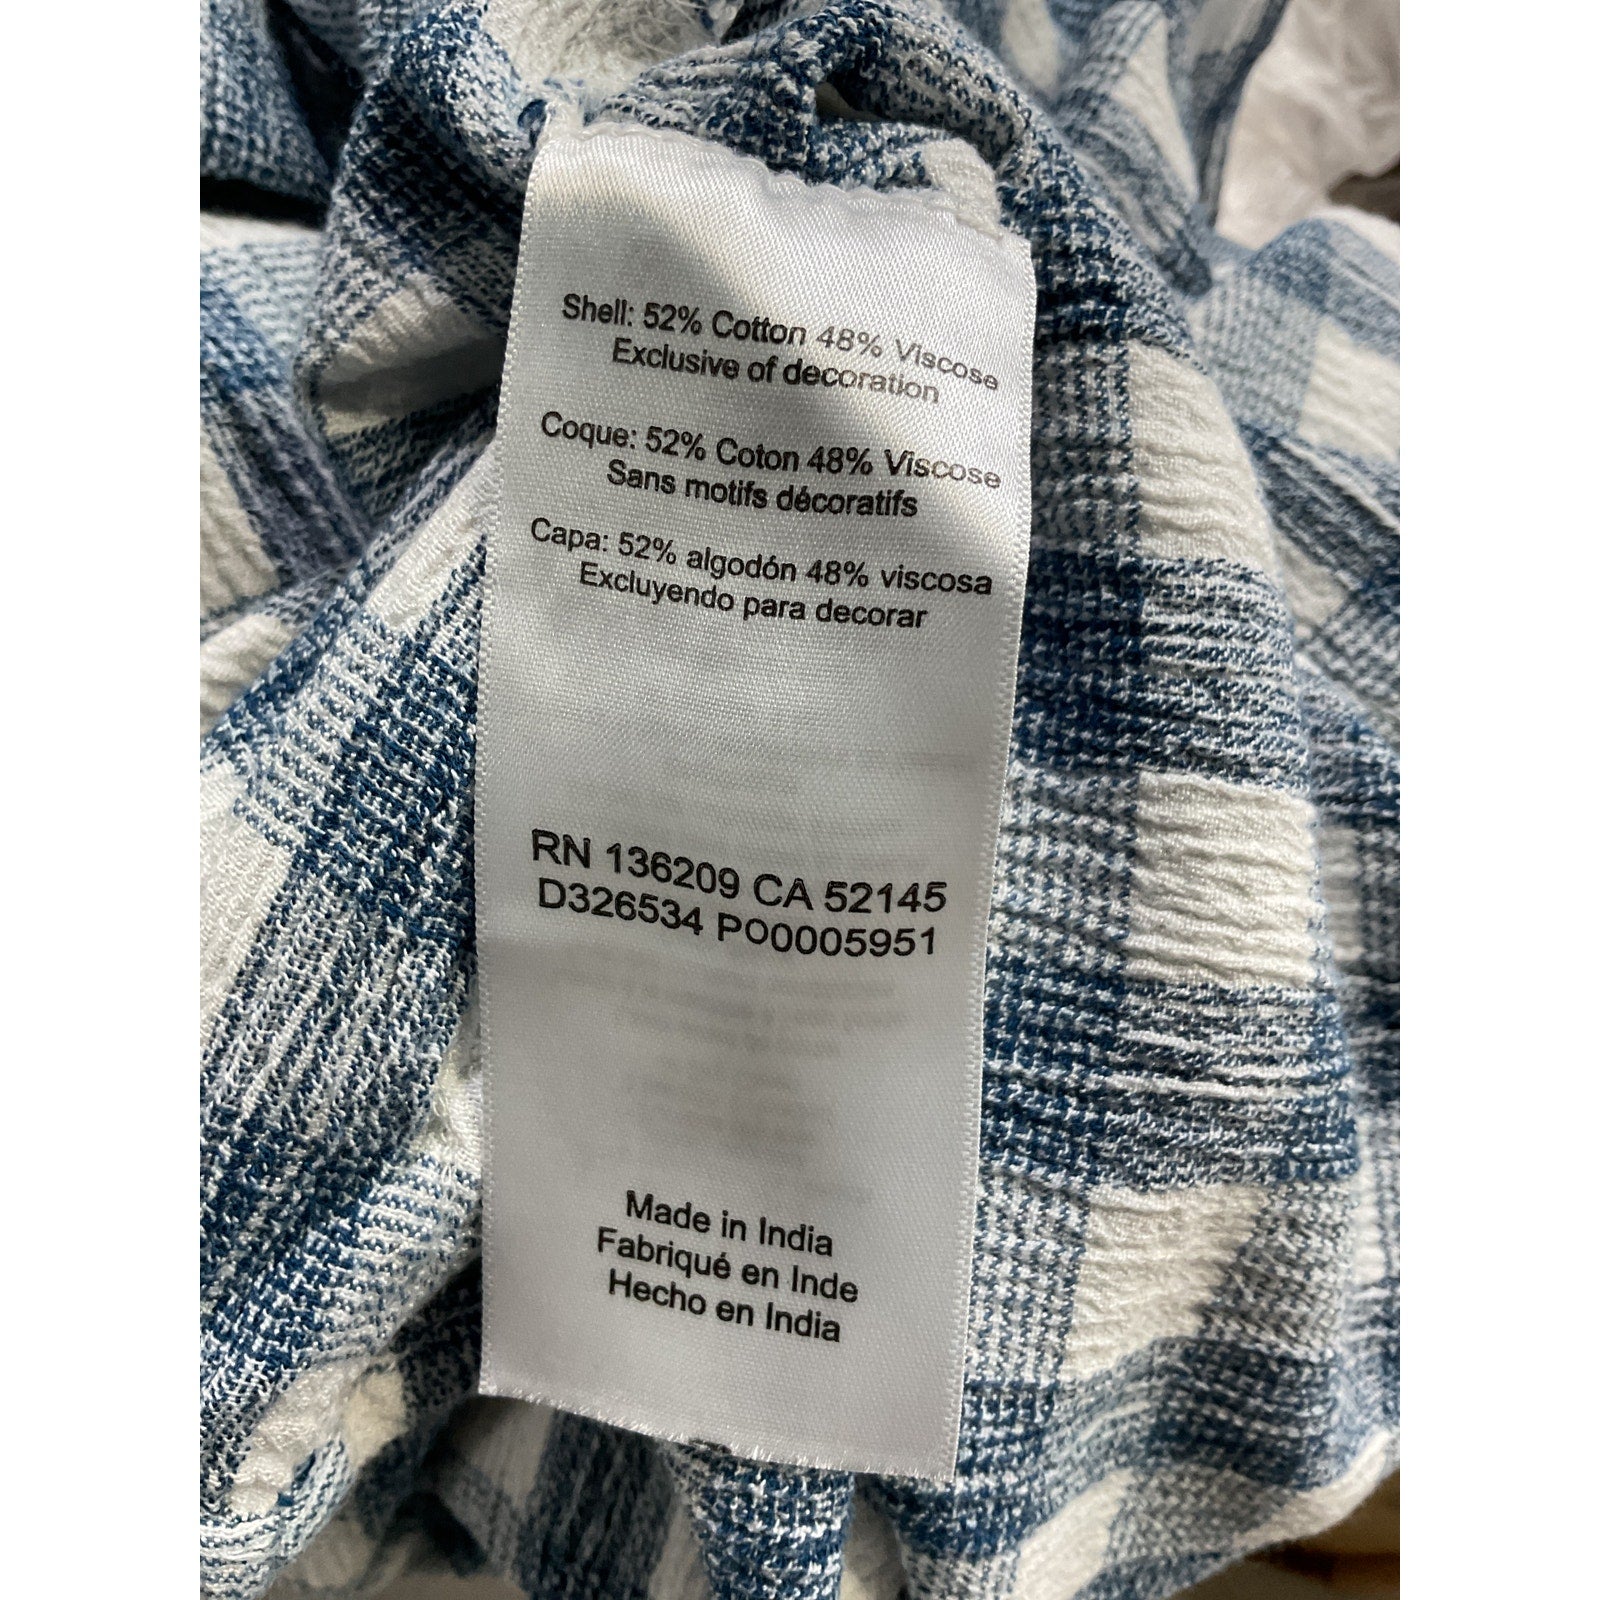 Shell: 52% Cotton 48% Viscose
Exclusive of decoration
Coque: 52% Coton 48% Viscose
Sans motifs décoratifs
Capa: 52% algodón 48% viscosa
Excluyendo para decorar
RN 136209 CA 52145
D326534 PO0005951
Made in India
Fabriqué en Inde
Hecho en India